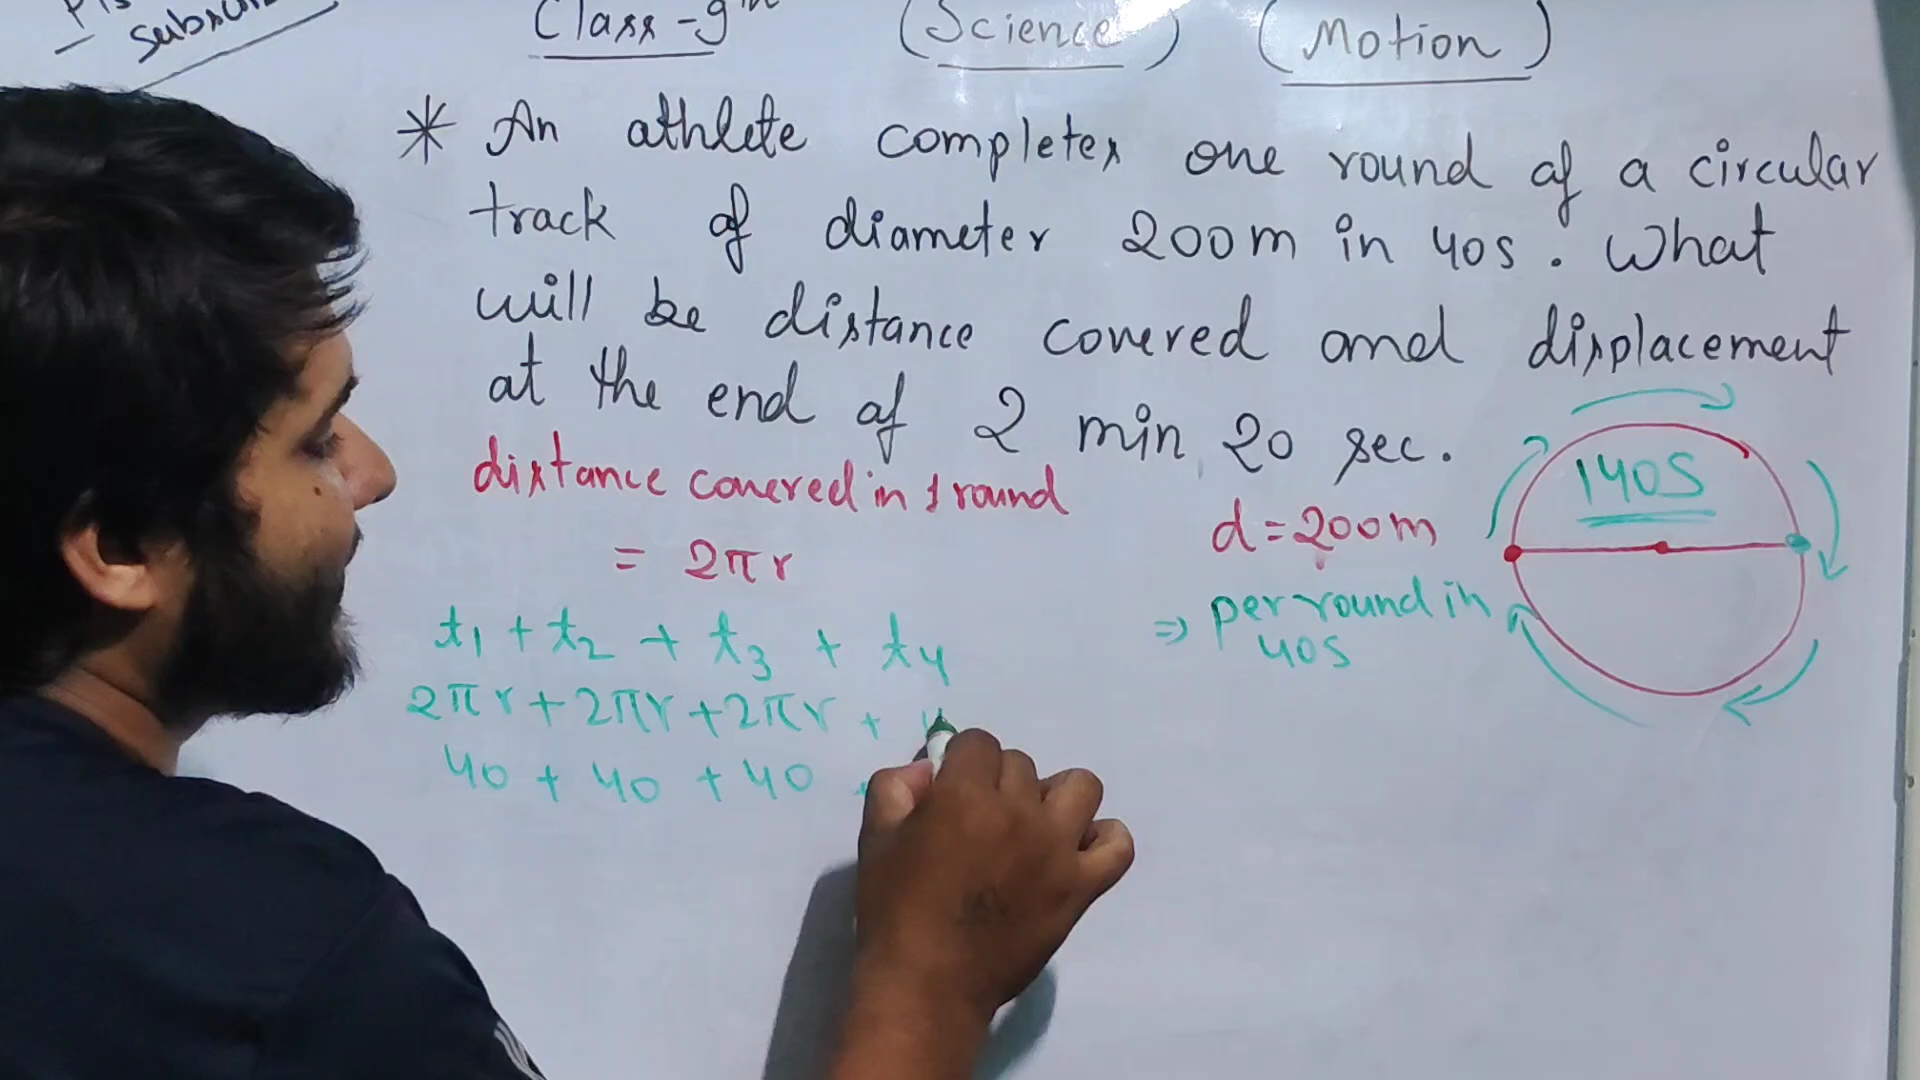 Class-9th (Science) (Motion)
* An athlete completes one round of a circular
track of diameter 200m in 40s. What
will be distance covered and displacement
at the end of 2 min 20 sec.
distance covered in 1 round
= 2πr
t1 + t2 + t3 + t4
2πr + 2πr + 2πr +
40 + 40 + 40
d = 200m
⇒ per round in
40s
140S